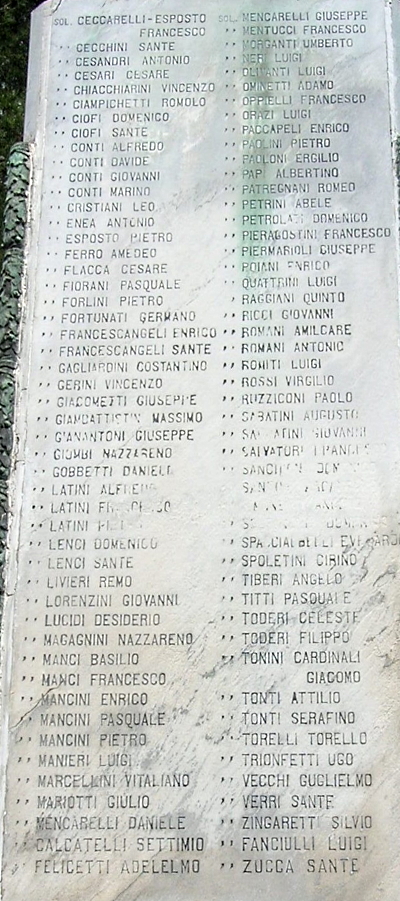 SOL. CECCARELLI-ESPOSTO
FRANCESCO
,, CECCHINI SANTE
,, CESANDRI ANTONIO
,, CESARI CESARE
,, CHIACCHIARINI VINCENZO
,, CIAMPICHETTI ROMOLO
,, CIOFI DOMENICO
,, CIOFI SANTE
,, CONTI ALFREDO
,, CONTI DAVIDE
,, CONTI GIOVANNI
,, CONTI MARINO
,, CRISTIANI LEO
,, ENEA ANTONIO
,, ESPOSTO PIETRO
,, FERRO AMEDEO
,, FLACCA CESARE
,, FIORANI PASQUALE
,, FORLINI PIETRO
,, FORTUNATI GERMANO
,, FRANCESCANGELI ENRICO
,, FRANCESCANGELI SANTE
,, GAGLIARDINI COSTANTINO
,, GERINI VINCENZO
,, GIACOMETTI GIUSEPPE
,, GIAMBATTISTINI MASSIMO
,, GIANANTONI GIUSEPPE
,, GIOMBI NAZZARENO
,, GOBBETTI DANIELE
,, LATINI ALFREDO
,, LATINI FRANCESCO
,, LATINI
,, LENCI DOMENICO
,, LENCI SANTE
,, LIVIERI REMO
,, LORENZINI GIOVANNI
,, LUCIDI DESIDERIO
,, MAGAGNINI NAZZARENO
,, MANCI BASILIO
,, MANCI FRANCESCO
,, MANCINI ENRICO
,, MANCINI PASQUALE
,, MANCINI PIETRO
,, MANIERI LUIGI
,, MARCELLINI VITALIANO
,, MARIOTTI GIULIO
,, MENCARELLI DANIELE
,, CALCATELLI SETTIMIO
,, FELICETTI ADELELMO
SOL. MENCARELLI GIUSEPPE
,, MENTUCCI FRANCESCO
,, MORGANTI UMBERTO
,, NERI LUIGI
,, OLIVANTI LUIGI
,, OMINETTI ADAMO
,, OPPIELLI FRANCESCO
,, ORAZI LUIGI
,, PACCAPELI ENRICO
,, PAOLINI PIETRO
,, PAOLONI ERGILIO
,, PAPI ALBERTINO
,, PATREGNANI ROMEO
,, PETRINI ABELE
,, PETROLATI DOMENICO
,, PIERAGOSTINI FRANCESCO
,, PIERMARIOLI GIUSEPPE
,, POIANI ENRICO
,, QUATTRINI LUIGI
,, RAGGIANI QUINTO
,, RICCI GIOVANNI
,, ROMANI AMILCARE
,, ROMANI ANTONIO
,, ROMITI LUIGI
,, ROSSI VIRGILIO
,, RUZZICONI PAOLO
,, SABATINI AUGUSTO
,, SABBATINI GIOVANNI
,, SALVATORI FRANCESCO
,, 
,, SPACCIALBELLI EVERARDO
,, SPOLETINI CIRINO
,, TIBERI ANGELO
,, TITTI PASQUALE
,, TODERI CELESTE
,, TODERI FILIPPO
,, TONINI CARDINALI
GIACOMO
,, TONTI ATTILIO
,, TONTI SERAFINO
,, TORELLI TORELLO
,, TRIONFETTI UGO
,, VECCHI GUGLIELMO
,, VERRI SANTE
,, ZINGARETTI SILVIO
,, FANCIULLI LUIGI
,, ZUCCA SANTE